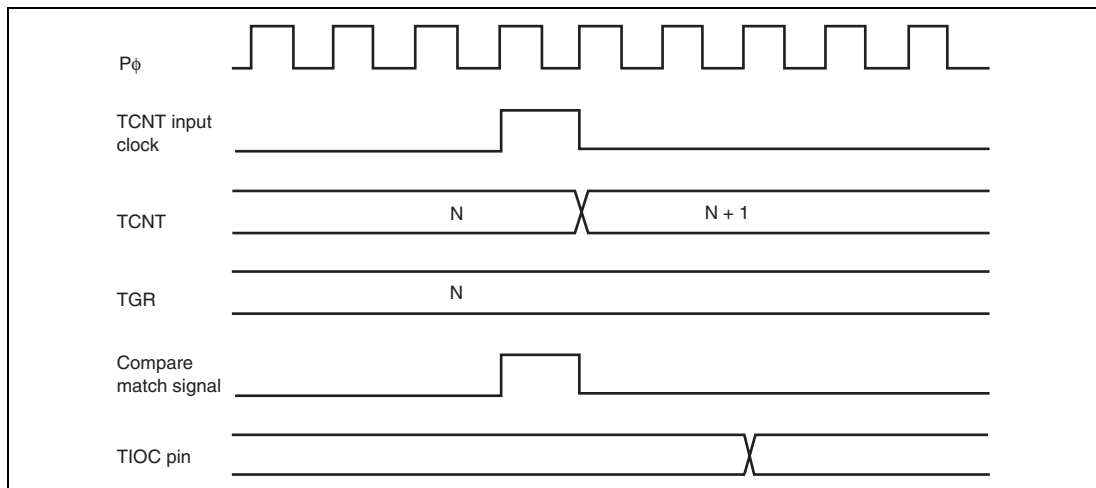 Pϕ
TCNT input
clock
TCNT
N
N + 1
TGR
N
Compare
match signal
TIOC pin